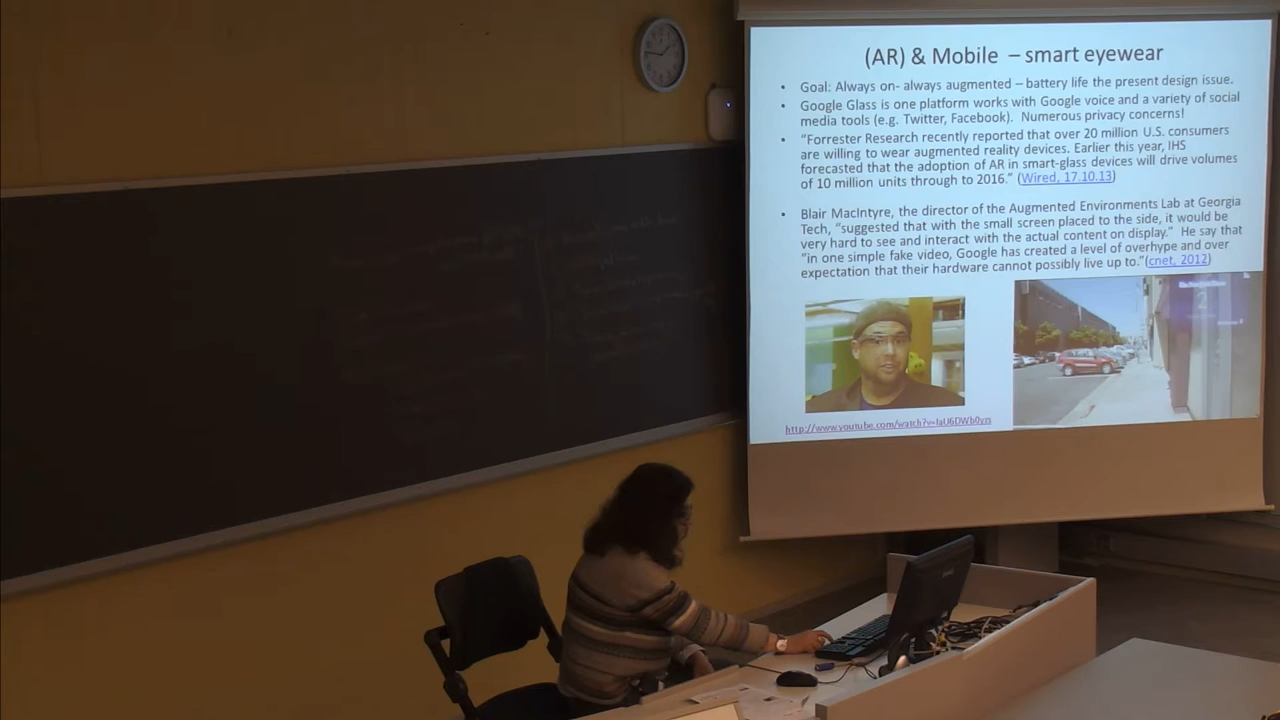 (AR) & Mobile – smart eyewear
• Goal: Always on- always augmented – battery life the present design issue.
• Google Glass is one platform works with Google voice and a variety of social
media tools (e.g. Twitter, Facebook). Numerous privacy concerns!
• “Forrester Research recently reported that over 20 million U.S. consumers
are willing to wear augmented reality devices. Earlier this year, IHS
forecasted that the adoption of AR in smart-glass devices will drive volumes
of 10 million units through to 2016.” (Wired, 17.10.13)
• Blair MacIntyre, the director of the Augmented Environments Lab at Georgia
Tech, “suggested that with the small screen placed to the side, it would be
very hard to see and interact with the actual content on display.” He say that
“in one simple fake video, Google has created a level of overhype and over
expectation that their hardware cannot possibly live up to.”(cnet, 2012)